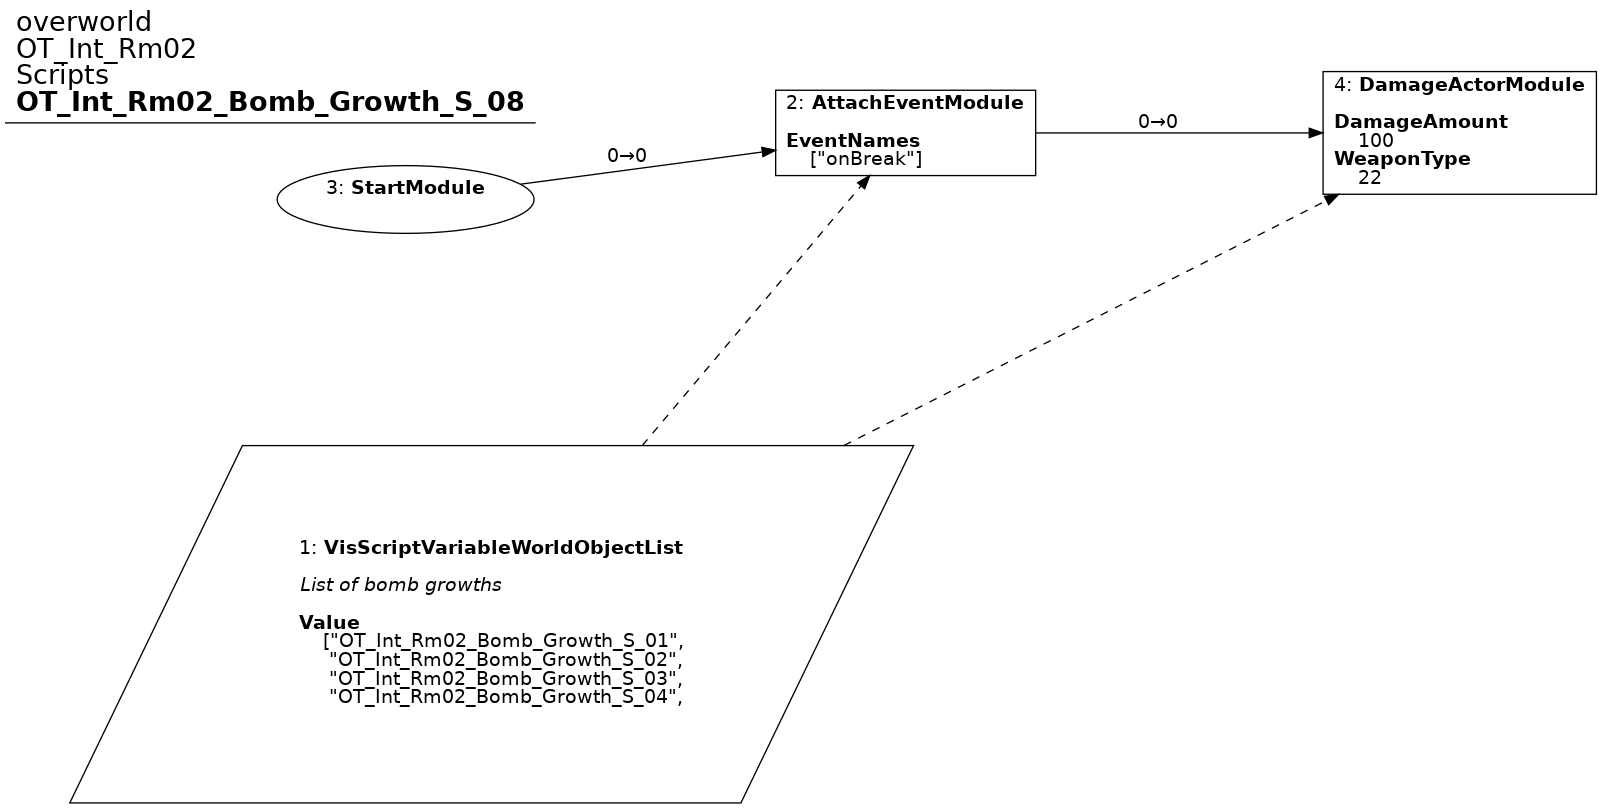 overworld
OT_Int_Rm02
Scripts
OT_Int_Rm02_Bomb_Growth_S_08
3: StartModule
0→0
2: AttachEventModule
EventNames
["onBreak"]
0→0
4: DamageActorModule
DamageAmount
100
WeaponType
22
1: VisScriptVariableWorldObjectList
List of bomb growths
Value
["OT_Int_Rm02_Bomb_Growth_S_01",
"OT_Int_Rm02_Bomb_Growth_S_02",
"OT_Int_Rm02_Bomb_Growth_S_03",
"OT_Int_Rm02_Bomb_Growth_S_04",